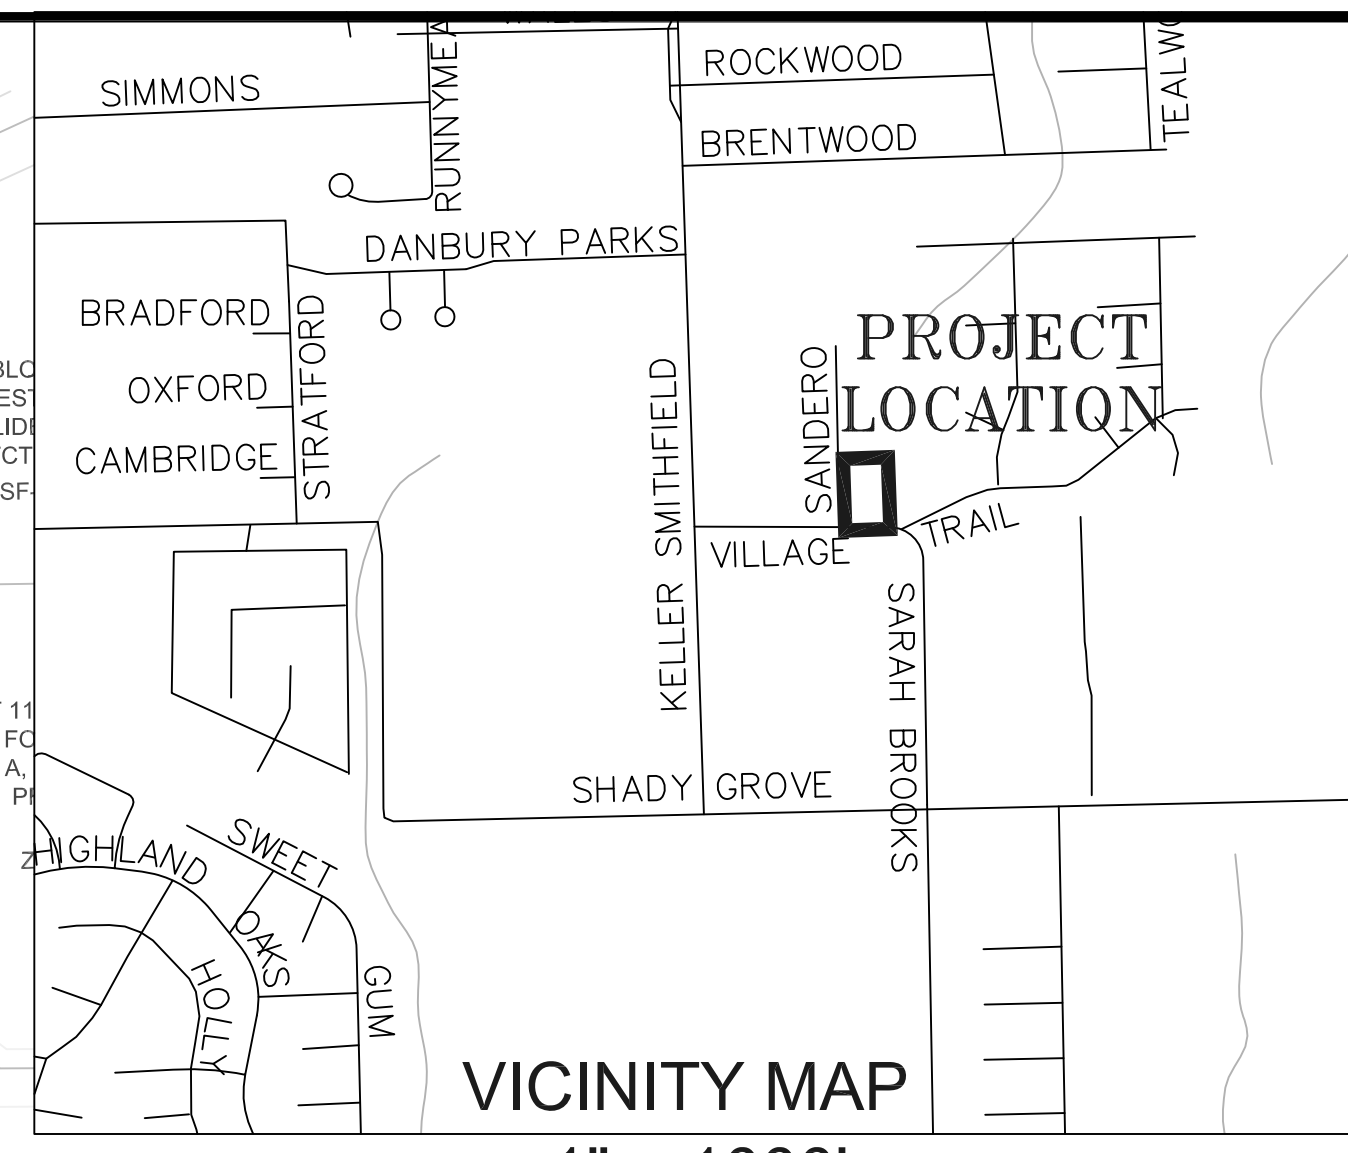 SIMMONS
ROCKWOOD
BRENTWOOD
DANBURY PARKS
BRADFORD
OXFORD
CAMBRIDGE
STRATFORD
KELLER SMITHFIELD
SANDERO
PROJECT
LOCATION
VILLAGE
TRAIL
SARAH BROOKS
SHADY GROVE
HIGHLAND
OAKS
SWEET
GUM
HOLLY
VICINITY MAP